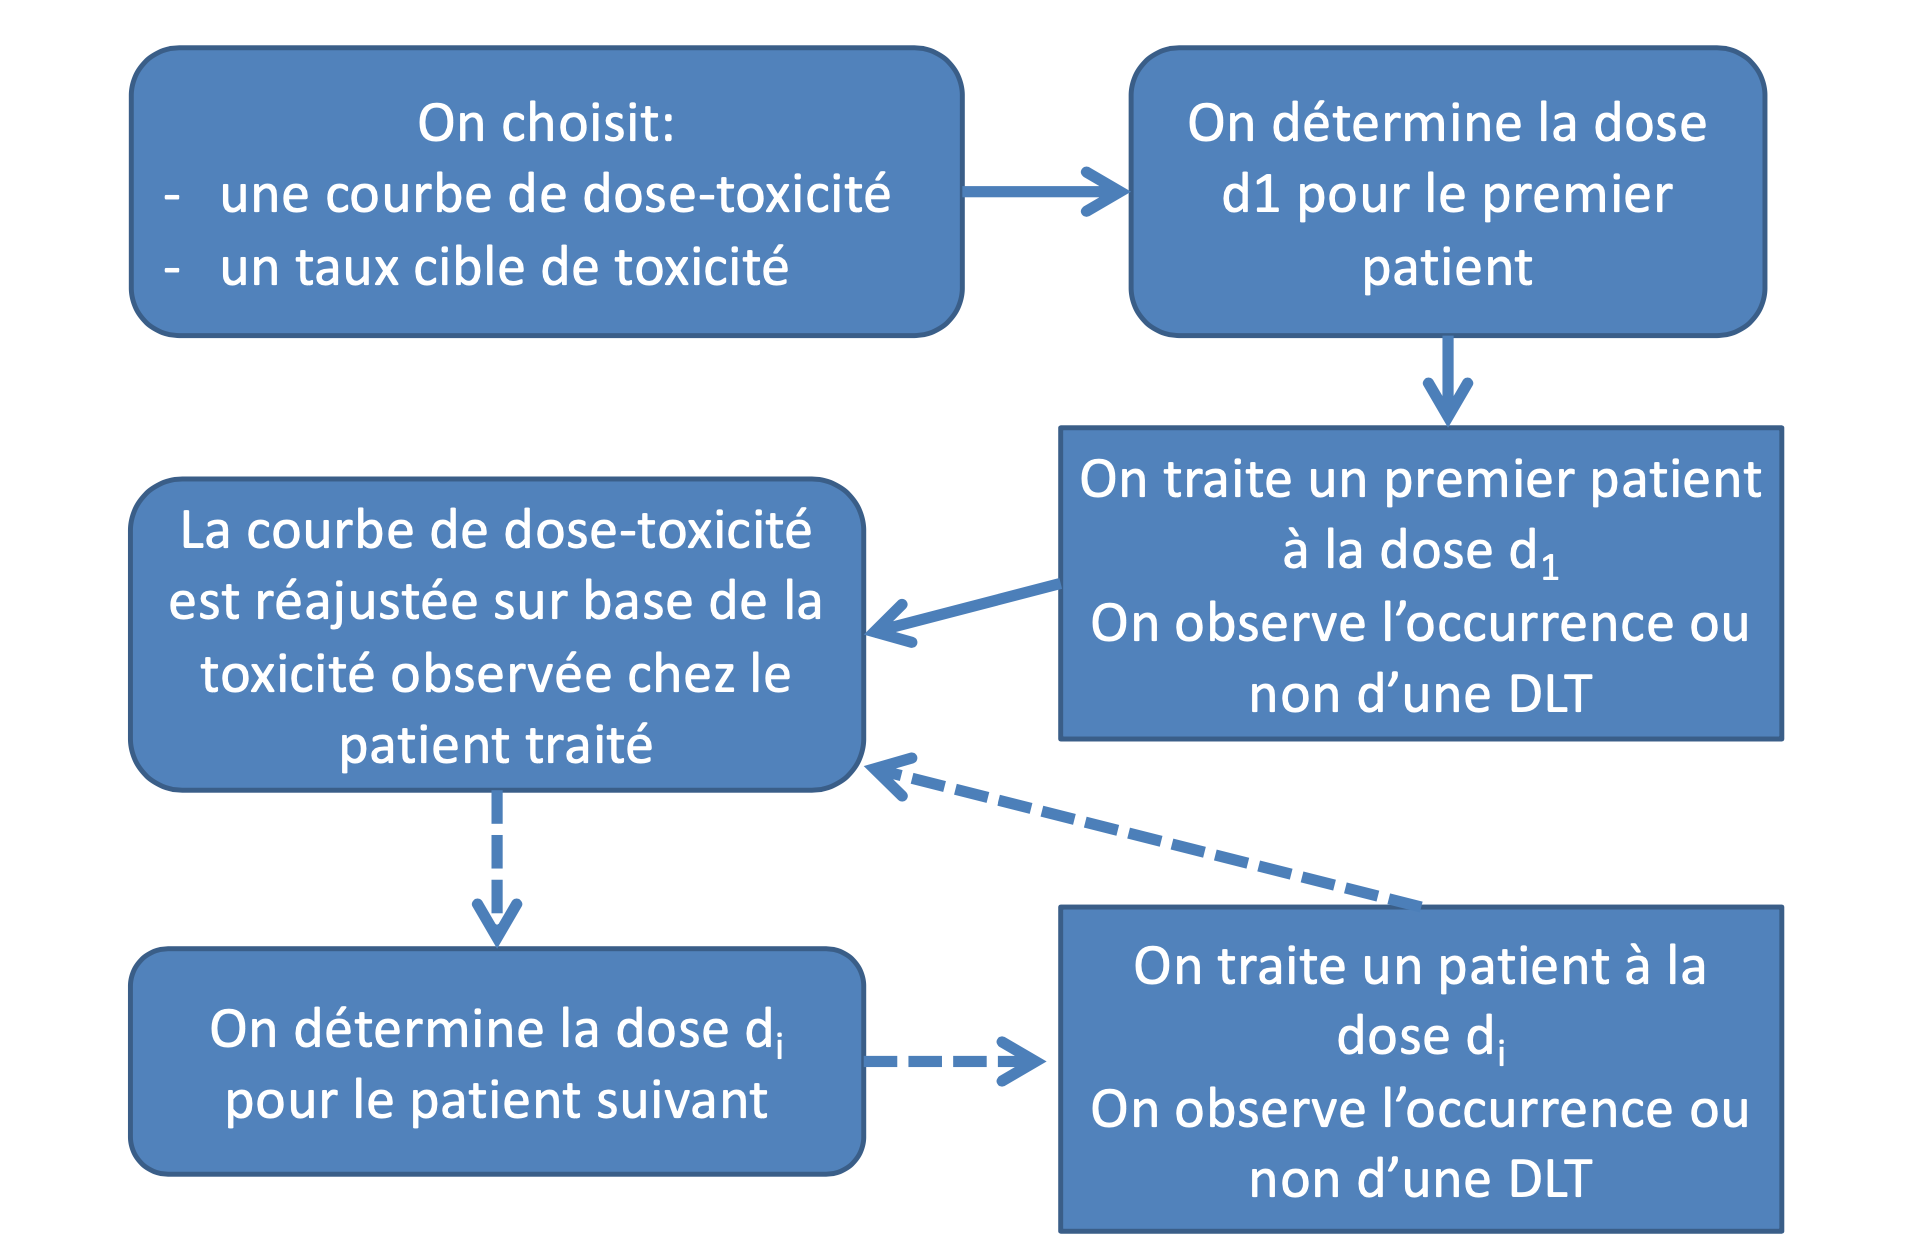 On choisit:
- une courbe de dose-toxicité
- un taux cible de toxicité
On détermine la dose
d1 pour le premier
patient
On traite un premier patient
à la dose d₁
On observe l’occurrence ou
non d’une DLT
La courbe de dose-toxicité
est réajustée sur base de la
toxicité observée chez le
patient traité
On détermine la dose dᵢ
pour le patient suivant
On traite un patient à la
dose dᵢ
On observe l’occurrence ou
non d’une DLT